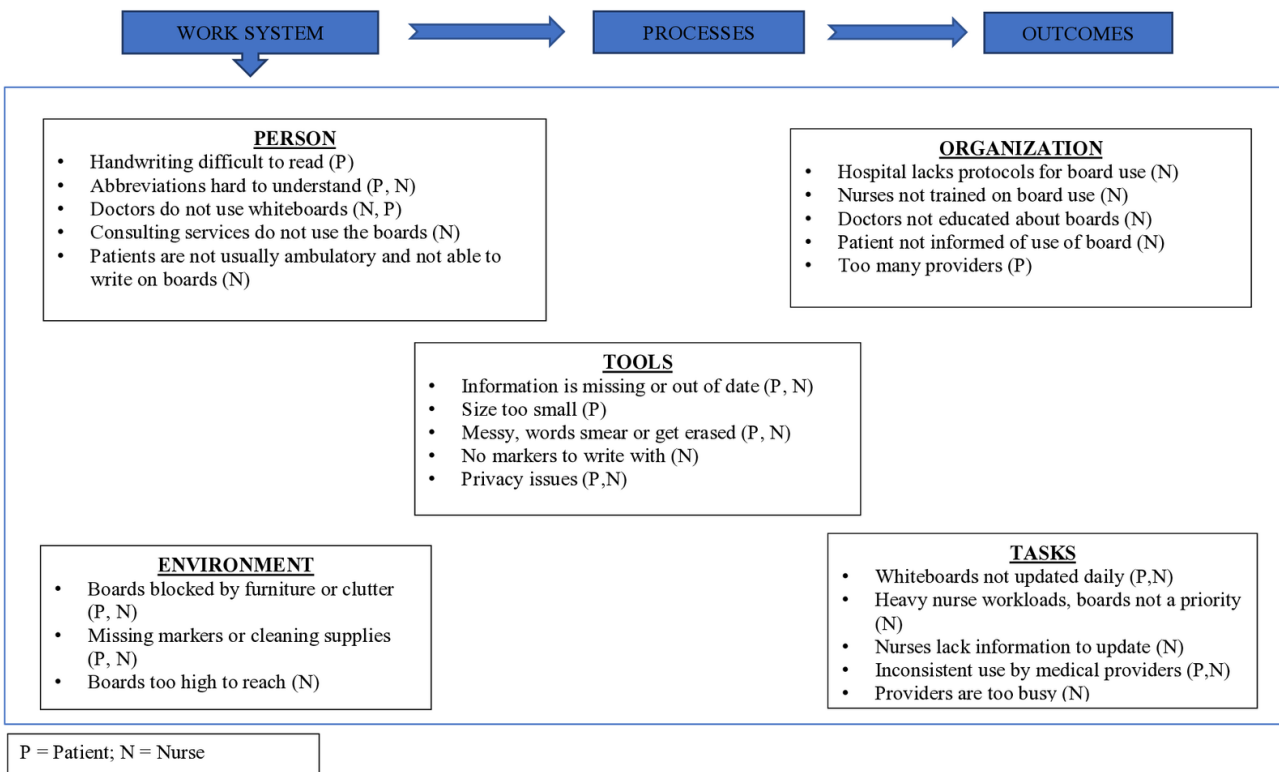 WORK SYSTEM
PROCESSES
OUTCOMES
PERSON
• Handwriting difficult to read (P)
• Abbreviations hard to understand (P, N)
• Doctors do not use whiteboards (N, P)
• Consulting services do not use the boards (N)
• Patients are not usually ambulatory and not able to
write on boards (N)
ORGANIZATION
• Hospital lacks protocols for board use (N)
• Nurses not trained on board use (N)
• Doctors not educated about boards (N)
• Patient not informed of use of board (N)
• Too many providers (P)
TOOLS
• Information is missing or out of date (P, N)
• Size too small (P)
• Messy, words smear or get erased (P, N)
• No markers to write with (N)
• Privacy issues (P,N)
ENVIRONMENT
• Boards blocked by furniture or clutter
(P, N)
• Missing markers or cleaning supplies
(P, N)
• Boards too high to reach (N)
TASKS
• Whiteboards not updated daily (P,N)
• Heavy nurse workloads, boards not a priority
(N)
• Nurses lack information to update (N)
• Inconsistent use by medical providers (P,N)
• Providers are too busy (N)
P = Patient; N = Nurse